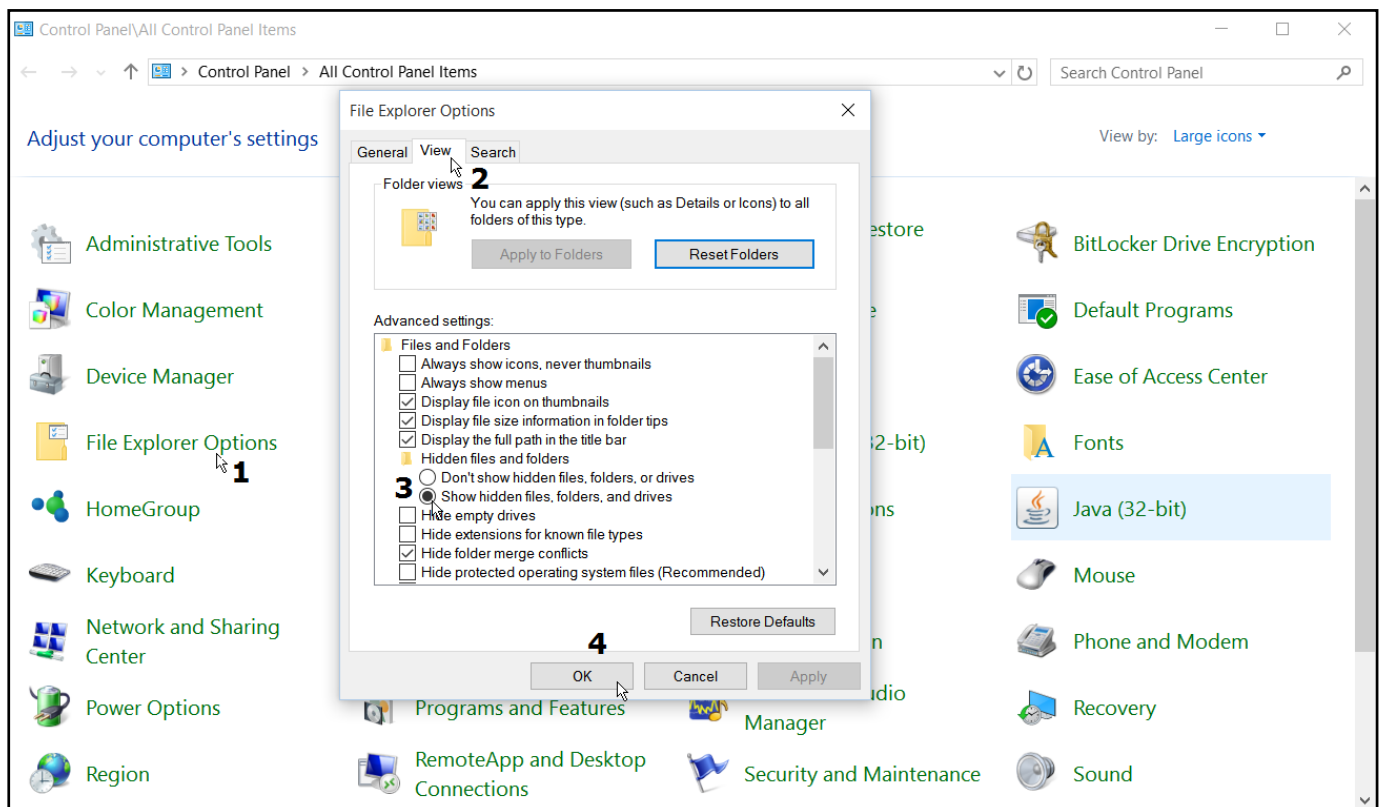 Control Panel\All Control Panel Items
Control Panel > All Control Panel Items
Search Control Panel
Adjust your computer's settings
View by: Large icons
File Explorer Options
General View Search
2
Folder views
You can apply this view (such as Details or Icons) to all
folders of this type.
Apply to Folders
Reset Folders
Advanced settings:
Files and Folders
Always show icons, never thumbnails
Always show menus
Display file icon on thumbnails
Display file size information in folder tips
Display the full path in the title bar
Hidden files and folders
Don't show hidden files, folders, or drives
3
Show hidden files, folders, and drives
Hide empty drives
Hide extensions for known file types
Hide folder merge conflicts
Hide protected operating system files (Recommended)
Restore Defaults
4
OK
Cancel
Apply
Administrative Tools
estore
BitLocker Drive Encryption
Color Management
e
Default Programs
Device Manager
Ease of Access Center
File Explorer Options
1
32-bit)
Fonts
HomeGroup
ons
Java (32-bit)
Keyboard
Mouse
Network and Sharing
Center
n
Phone and Modem
Power Options
Programs and Features
udio
Manager
Recovery
Region
RemoteApp and Desktop
Connections
Security and Maintenance
Sound